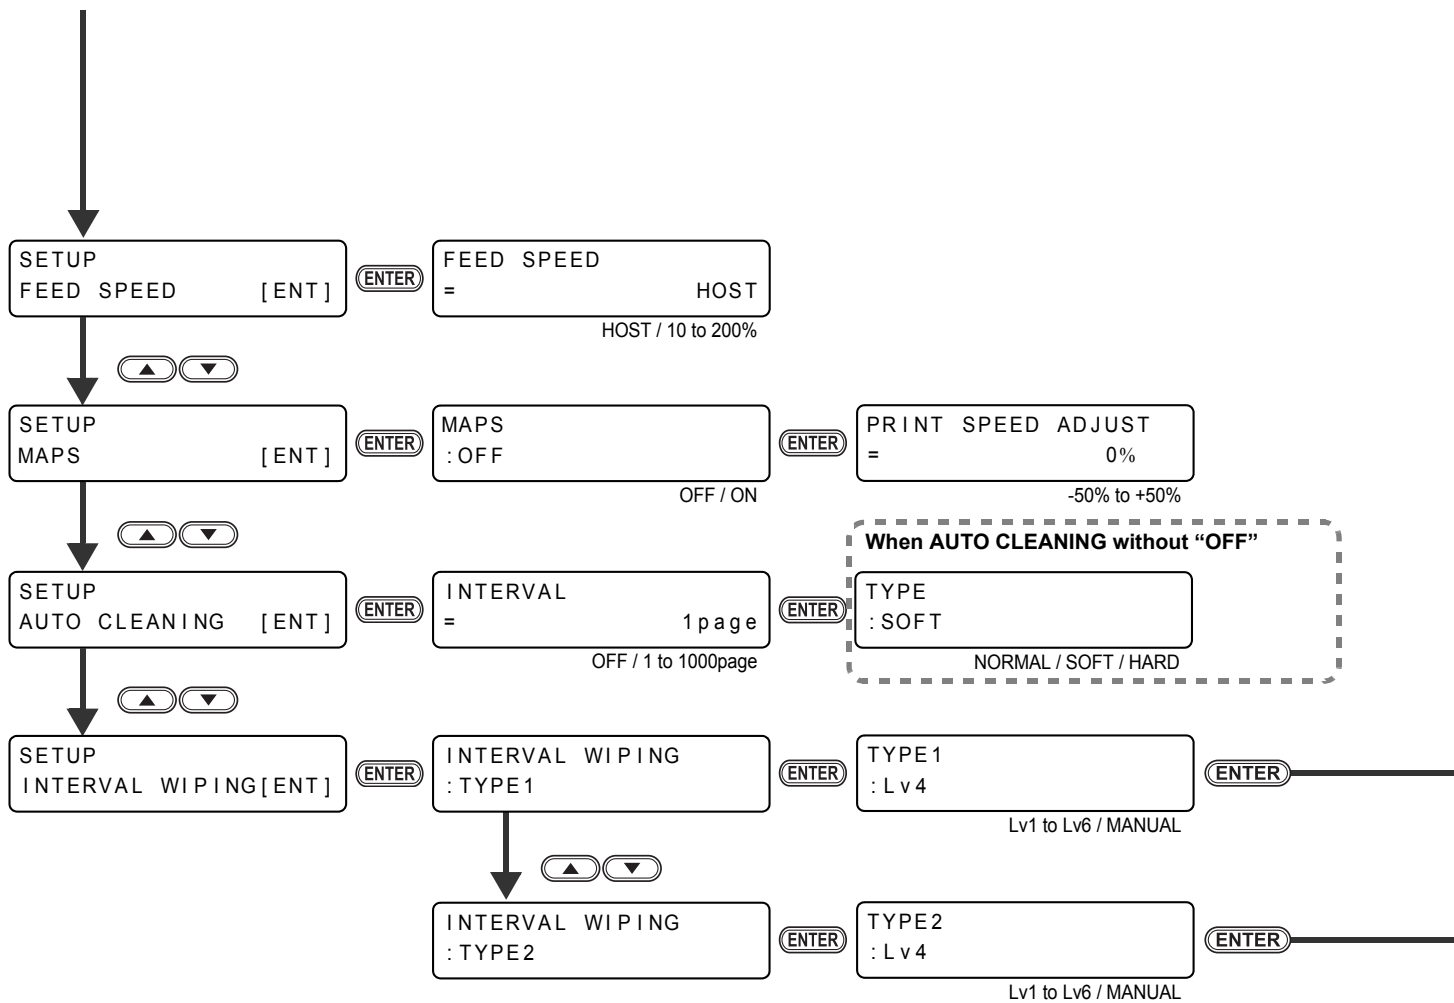 SETUP
FEED SPEED [ENT]
ENTER
FEED SPEED
= HOST
HOST / 10 to 200%
SETUP
MAPS [ENT]
ENTER
MAPS
:OFF
OFF / ON
ENTER
PRINT SPEED ADJUST
= 0%
-50% to +50%
SETUP
AUTO CLEANING [ENT]
ENTER
INTERVAL
= 1page
OFF / 1 to 1000page
ENTER
When AUTO CLEANING without “OFF”
TYPE
:SOFT
NORMAL / SOFT / HARD
SETUP
INTERVAL WIPING[ENT]
ENTER
INTERVAL WIPING
:TYPE1
ENTER
TYPE1
:Lv4
Lv1 to Lv6 / MANUAL
ENTER
INTERVAL WIPING
:TYPE2
ENTER
TYPE2
:Lv4
Lv1 to Lv6 / MANUAL
ENTER